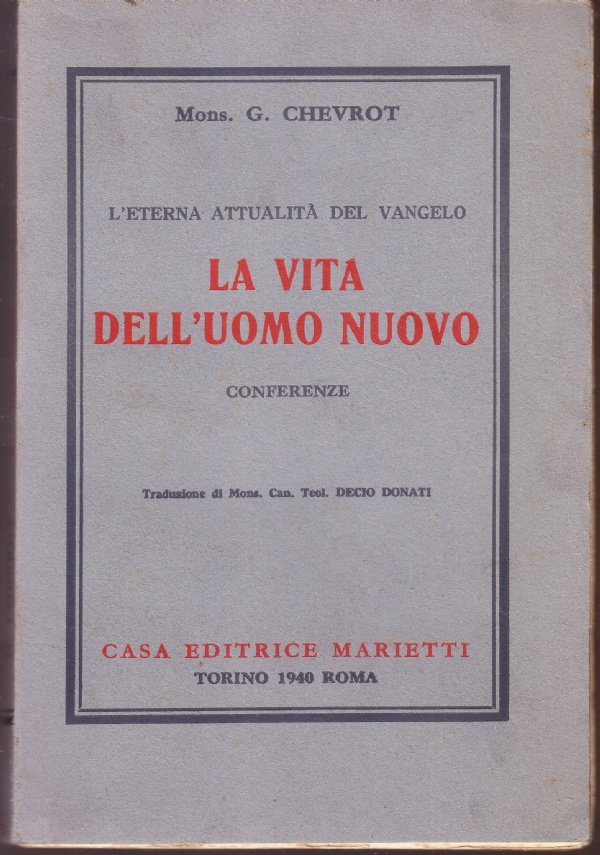 Mons. G. CHEVROT
L'ETERNA ATTUALITÀ DEL VANGELO
LA VITA
DELL'UOMO NUOVO
CONFERENZE
Traduzione di Mons. Can. Teol. DECIO DONATI
CASA EDITRICE MARIETTI
TORINO 1940 ROMA